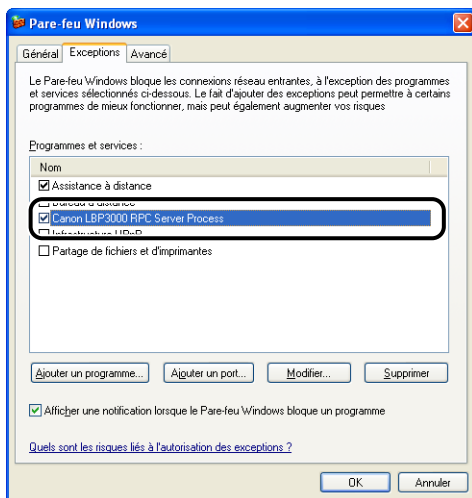 Pare-feu Windows
Général Exceptions Avancé
Le Pare-feu Windows bloque les connexions réseau entrantes, à l'exception des programmes
et services sélectionnés ci-dessous. Le fait d'ajouter des exceptions peut permettre à certains
programmes de mieux fonctionner, mais peut également augmenter vos risques
Programmes et services :
Nom
Assistance à distance
Bureau à distance
Canon LBP3000 RPC Server Process
Infrastructure UPnP
Partage de fichiers et d'imprimantes
Ajouter un programme... Ajouter un port... Modifier... Supprimer
Afficher une notification lorsque le Pare-feu Windows bloque un programme
Quels sont les risques liés à l'autorisation des exceptions ?
OK Annuler